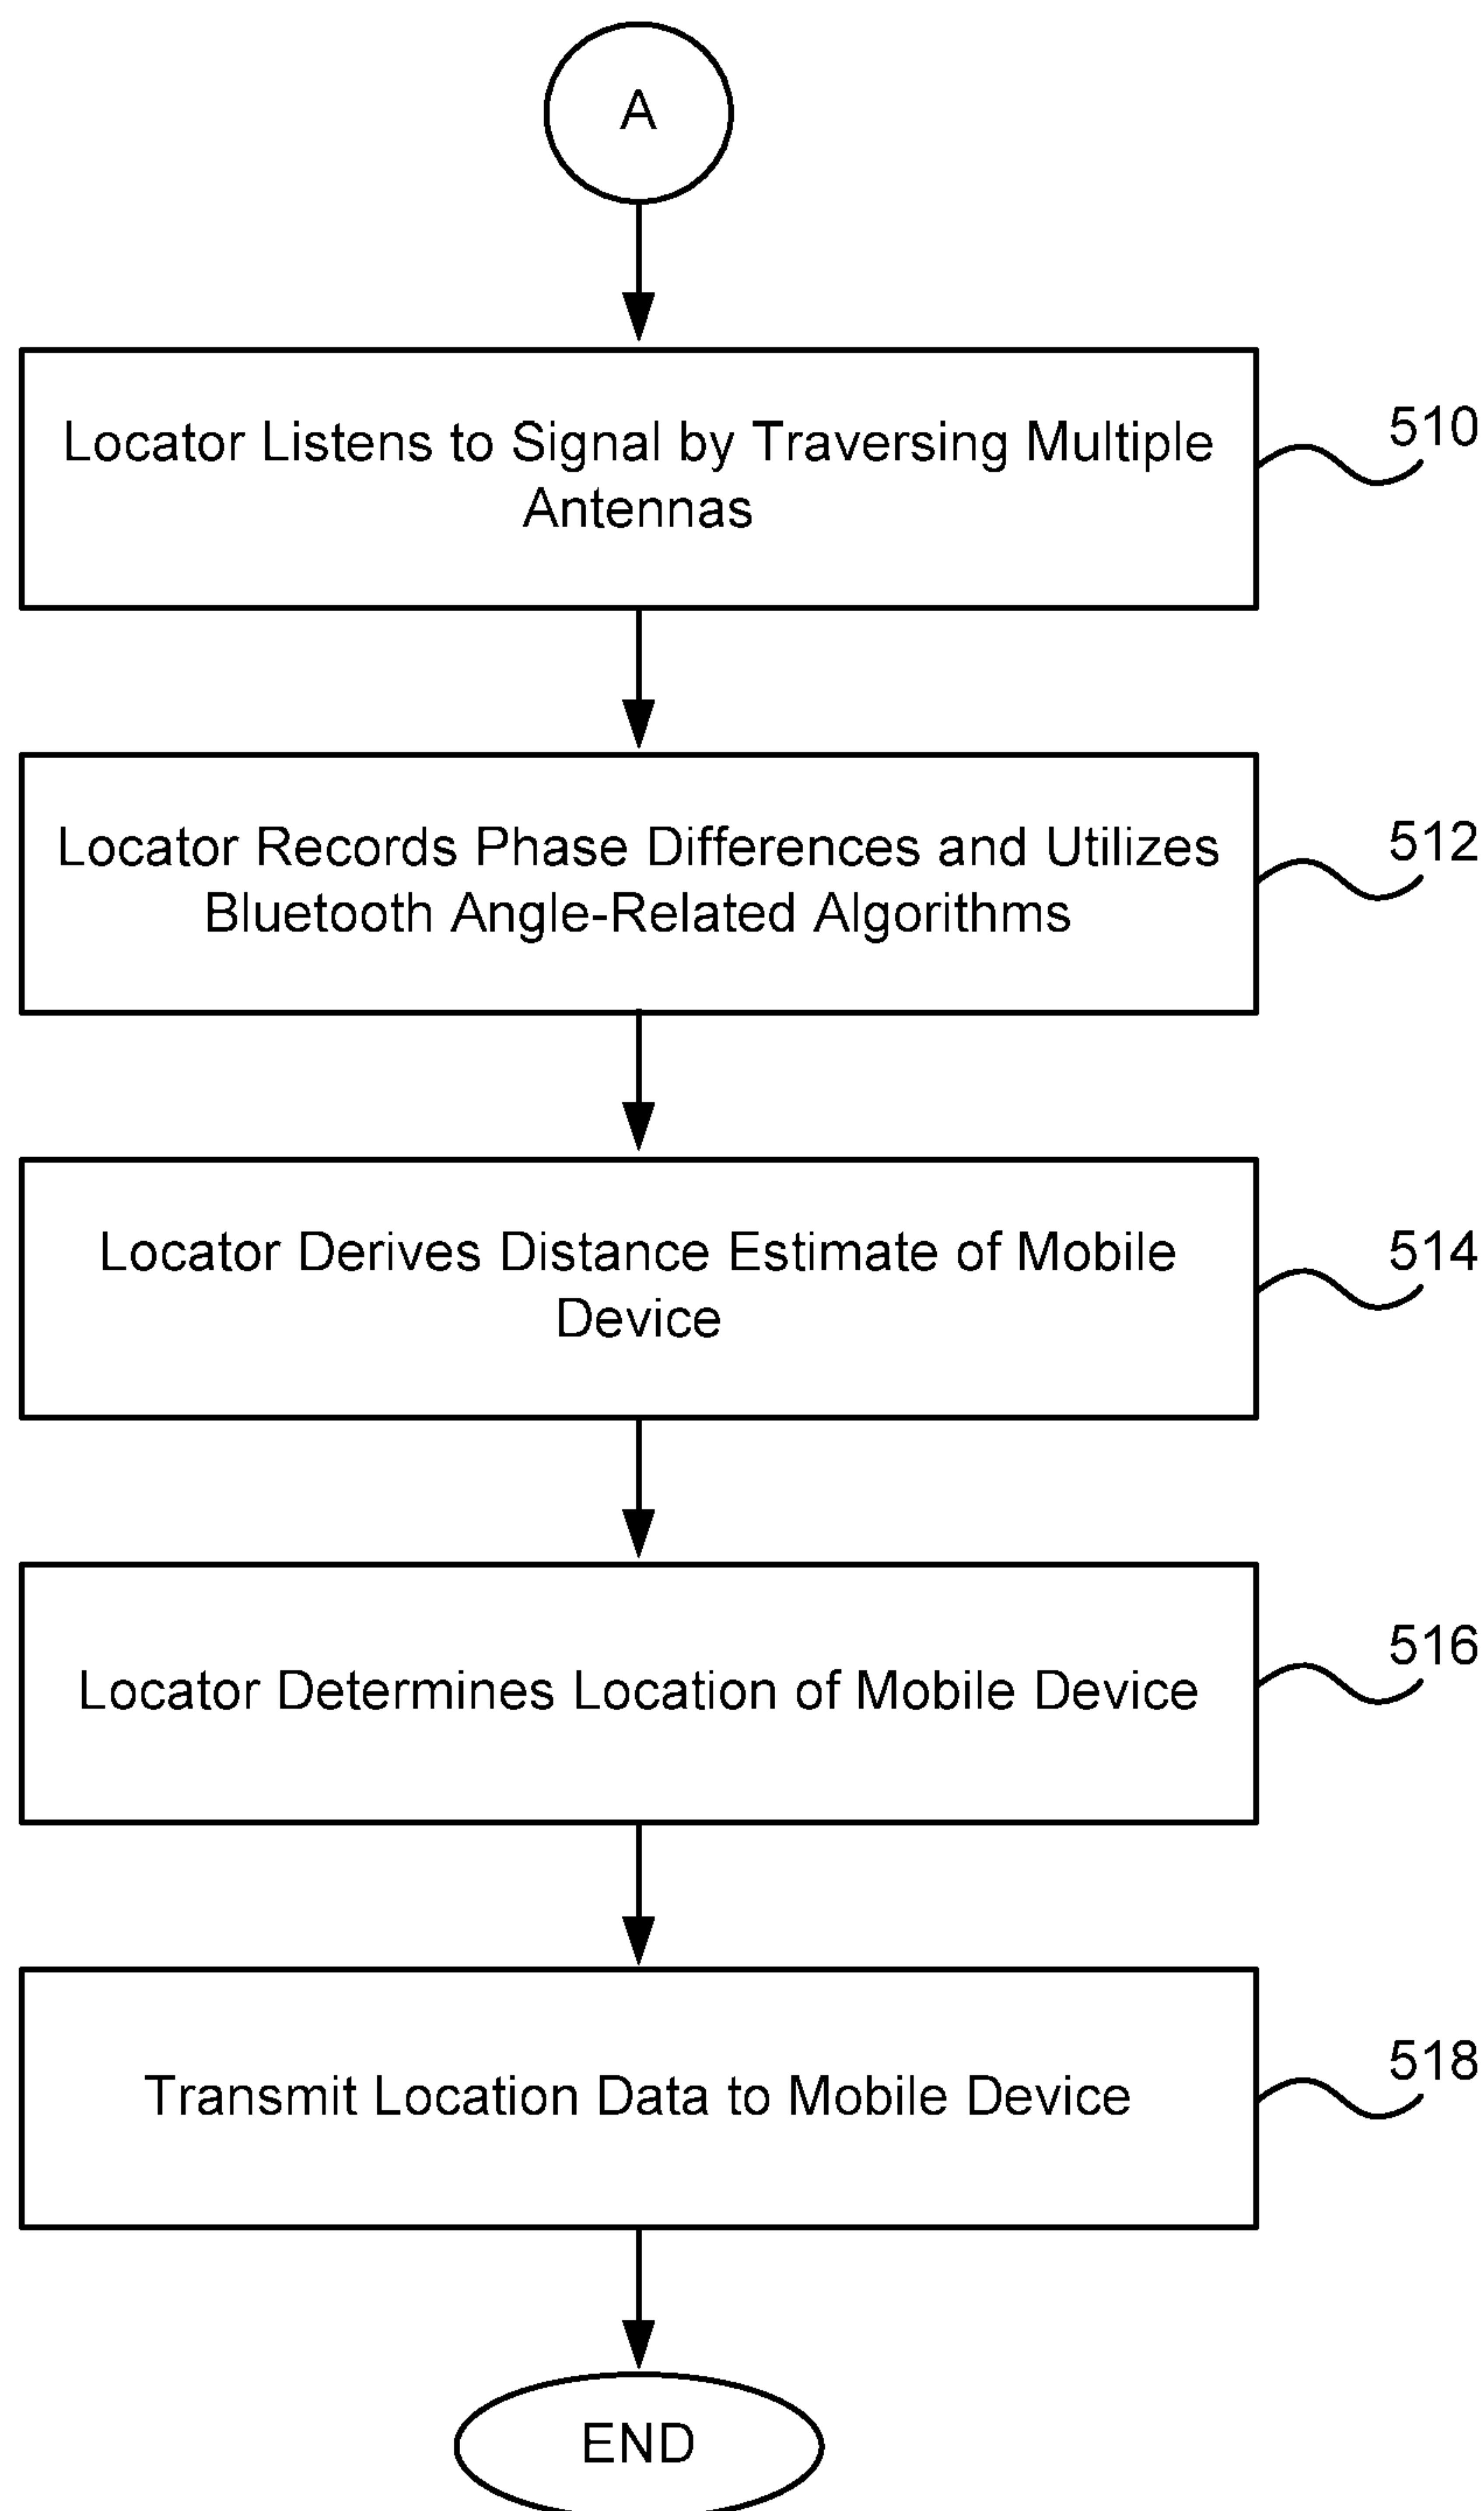 A
Locator Listens to Signal by Traversing Multiple
Antennas
510
Locator Records Phase Differences and Utilizes
Bluetooth Angle-Related Algorithms
512
Locator Derives Distance Estimate of Mobile
Device
514
Locator Determines Location of Mobile Device
516
Transmit Location Data to Mobile Device
518
END